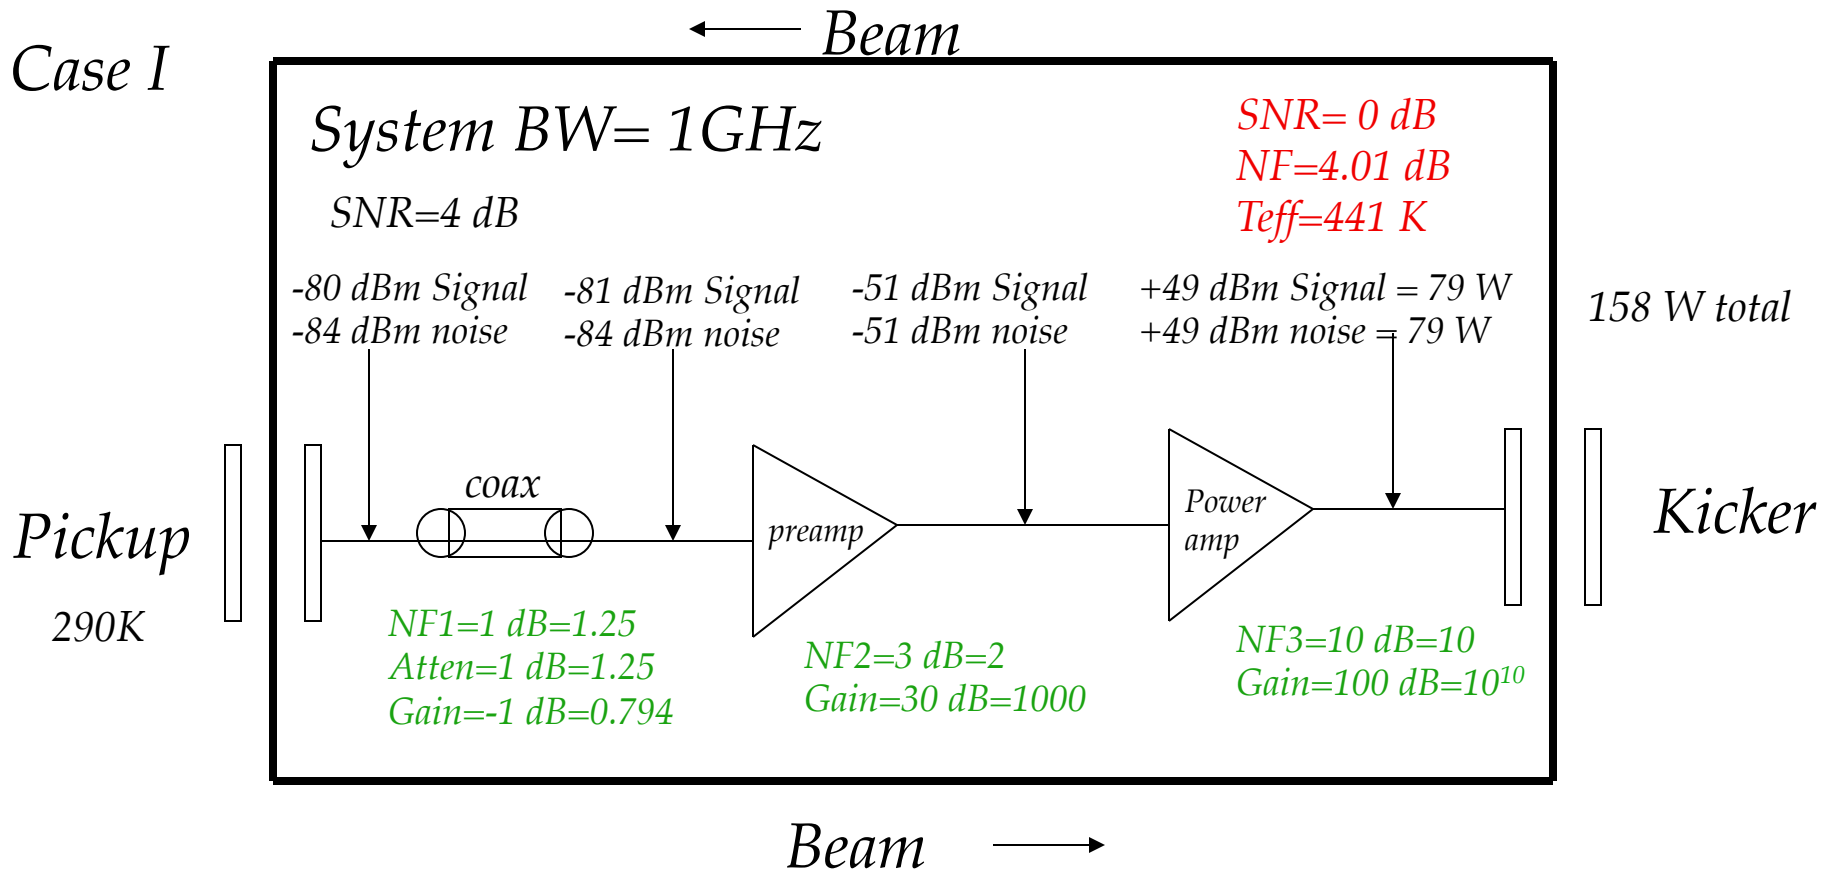 Beam
Case I
System BW= 1GHz
SNR=4 dB
SNR= 0 dB
NF=4.01 dB
Teff=441 K
-80 dBm Signal
-84 dBm noise
-81 dBm Signal
-84 dBm noise
-51 dBm Signal
-51 dBm noise
+49 dBm Signal = 79 W
+49 dBm noise = 79 W
158 W total
coax
preamp
Power
amp
Pickup
290K
Kicker
NF1=1 dB=1.25
Atten=1 dB=1.25
Gain=-1 dB=0.794
NF2=3 dB=2
Gain=30 dB=1000
NF3=10 dB=10
Gain=100 dB=10¹⁰
Beam